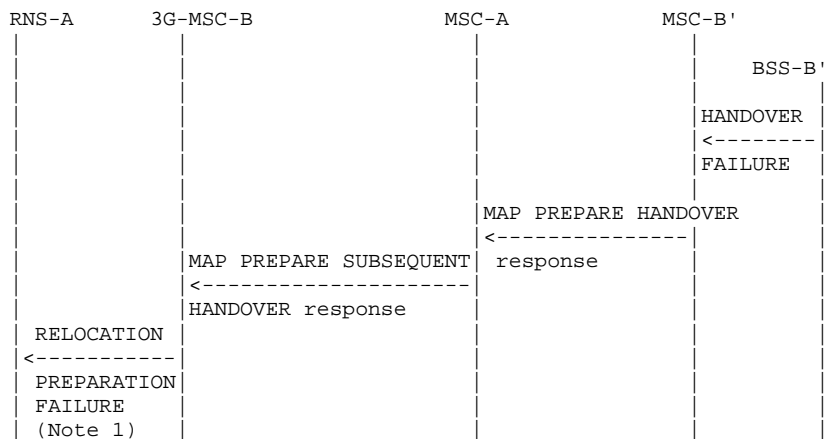 RNS-A 3G-MSC-B MSC-A MSC-B'
BSS-B'
HANDOVER
FAILURE
MAP PREPARE HANDOVER
MAP PREPARE SUBSEQUENT response
HANDOVER response
RELOCATION
PREPARATION
FAILURE
(Note 1)